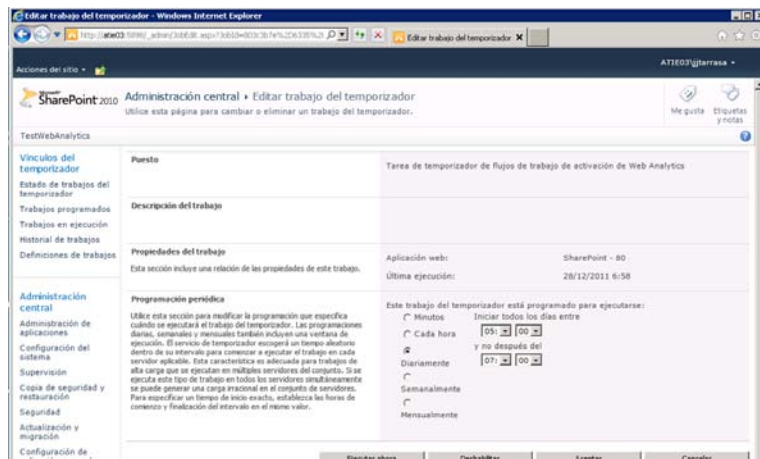 Editar trabajo del temporizador - Windows Internet Explorer
Editar trabajo del temporizador
Acciones del sitio
ATIE03\jjtarrasa
Microsoft
SharePoint 2010
Administración central ▸ Editar trabajo del temporizador
Utilice esta página para cambiar o eliminar un trabajo del temporizador.
Me gusta
Etiquetas
y notas
TestWebAnalytics
Vínculos del
temporizador
Estado de trabajos del
temporizador
Trabajos programados
Trabajos en ejecución
Historial de trabajos
Definiciones de trabajos
Administración
central
Administración de
aplicaciones
Configuración del
sistema
Supervisión
Copia de seguridad y
restauración
Seguridad
Actualización y
migración
Configuración de
Puesto
Tarea de temporizador de flujos de trabajo de activación de Web Analytics
Descripción del trabajo
Propiedades del trabajo
Esta sección incluye una relación de las propiedades de este trabajo.
Aplicación web: SharePoint - 80
Última ejecución: 28/12/2011 6:58
Programación periódica
Utilice esta sección para modificar la programación que especifica
cuándo se ejecutará el trabajo del temporizador. Las programaciones
diarias, semanales y mensuales también incluyen una ventana de
ejecución. El servicio de temporizador escogerá un tiempo aleatorio
dentro de su intervalo para comenzar a ejecutar el trabajo en cada
servidor aplicable. Esta característica es adecuada para trabajos de
alta carga que se ejecutan en múltiples servidores del conjunto. Si se
ejecuta este tipo de trabajo en todos los servidores simultáneamente
se puede generar una carga irracional en el conjunto de servidores.
Para especificar un tiempo de inicio exacto, establezca las horas de
comienzo y finalización del intervalo en el mismo valor.
Este trabajo del temporizador está programado para ejecutarse:
Minutos
Cada hora
Diariamente
Semanalmente
Mensualmente
Iniciar todos los días entre
05: 00
y no después del
07: 00
Ejecutar ahora
Deshabilitar
Aceptar
Cancelar